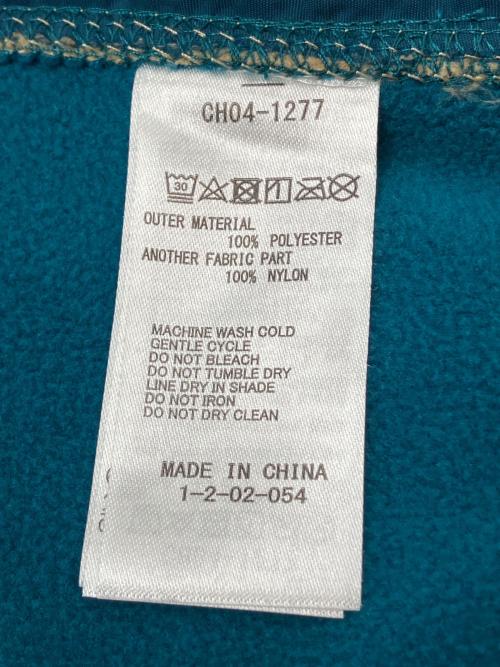 CH04-1277
30
OUTER MATERIAL
100% POLYESTER
ANOTHER FABRIC PART
100% NYLON
MACHINE WASH COLD
GENTLE CYCLE
DO NOT BLEACH
DO NOT TUMBLE DRY
LINE DRY IN SHADE
DO NOT IRON
DO NOT DRY CLEAN
MADE IN CHINA
1-2-02-054